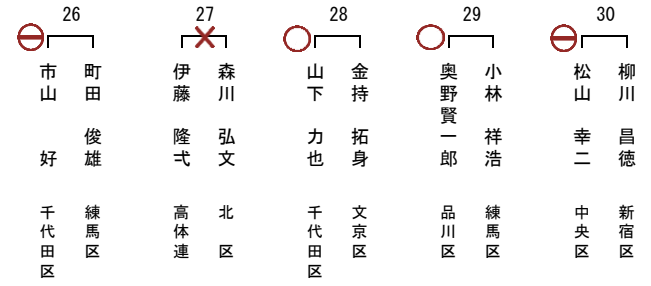 26
町田 俊雄 練馬区
市山 好 千代田区
27
森川 弘文 北 区
伊藤 隆弌 高体連
28
金持 拓身 文京区
山下 力也 千代田区
29
小林 祥浩 練馬区
奥野賢一郎 品川区
30
柳川 昌徳 新宿区
松山 幸二 中央区